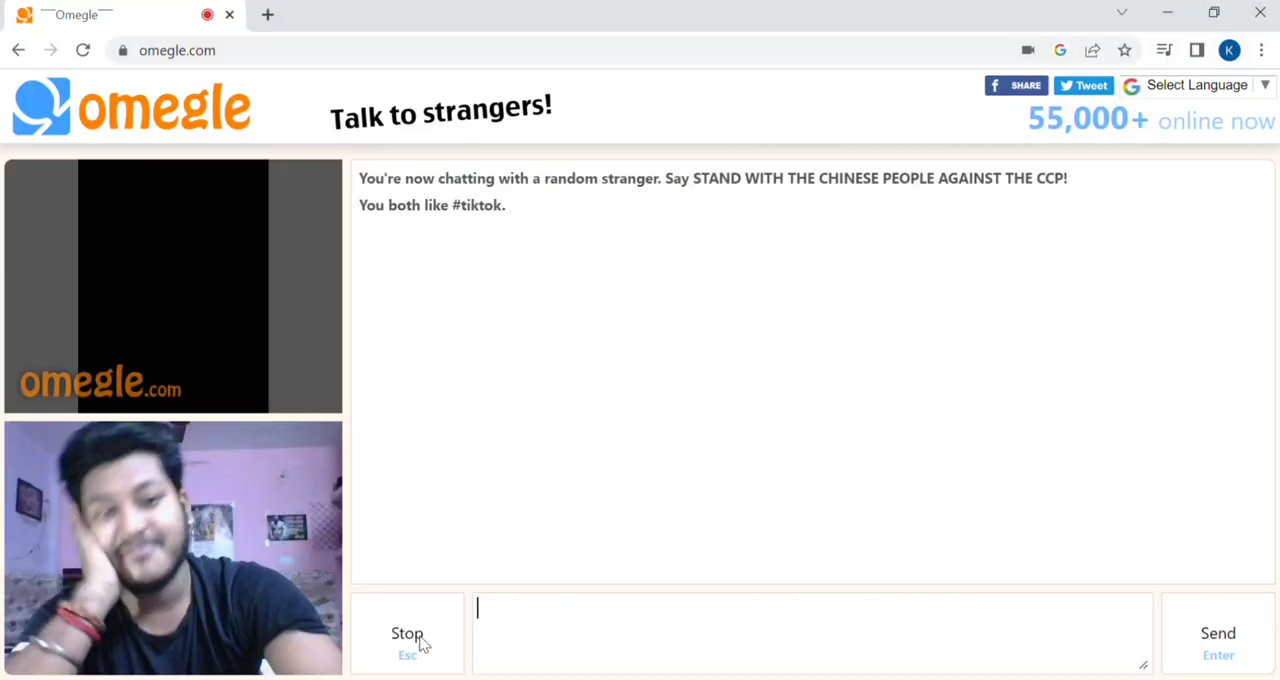 Omegle
omegle.com
K
omegle
Talk to strangers!
f SHARE
Tweet
G Select Language ▼
55,000+ online now
You're now chatting with a random stranger. Say STAND WITH THE CHINESE PEOPLE AGAINST THE CCP!
You both like #tiktok.
omegle.com
Stop
Esc
Send
Enter